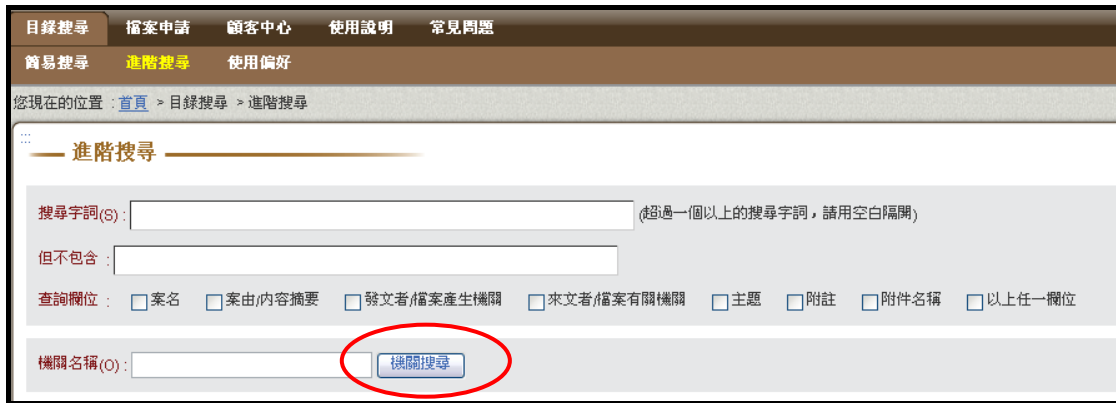 目錄搜尋 檔案申請 顧客中心 使用說明 常見問題
簡易搜尋 進階搜尋 使用偏好
您現在的位置 : 首頁 > 目錄搜尋 > 進階搜尋
:::
進階搜尋
搜尋字詞(S) : (超過一個以上的搜尋字詞，請用空白隔開)
但不包含 :
查詢欄位 : 案名 案由/內容摘要 發文者/檔案產生機關 來文者/檔案有關機關 主題 附註 附件名稱 以上任一欄位
機關名稱(O) : 機關搜尋